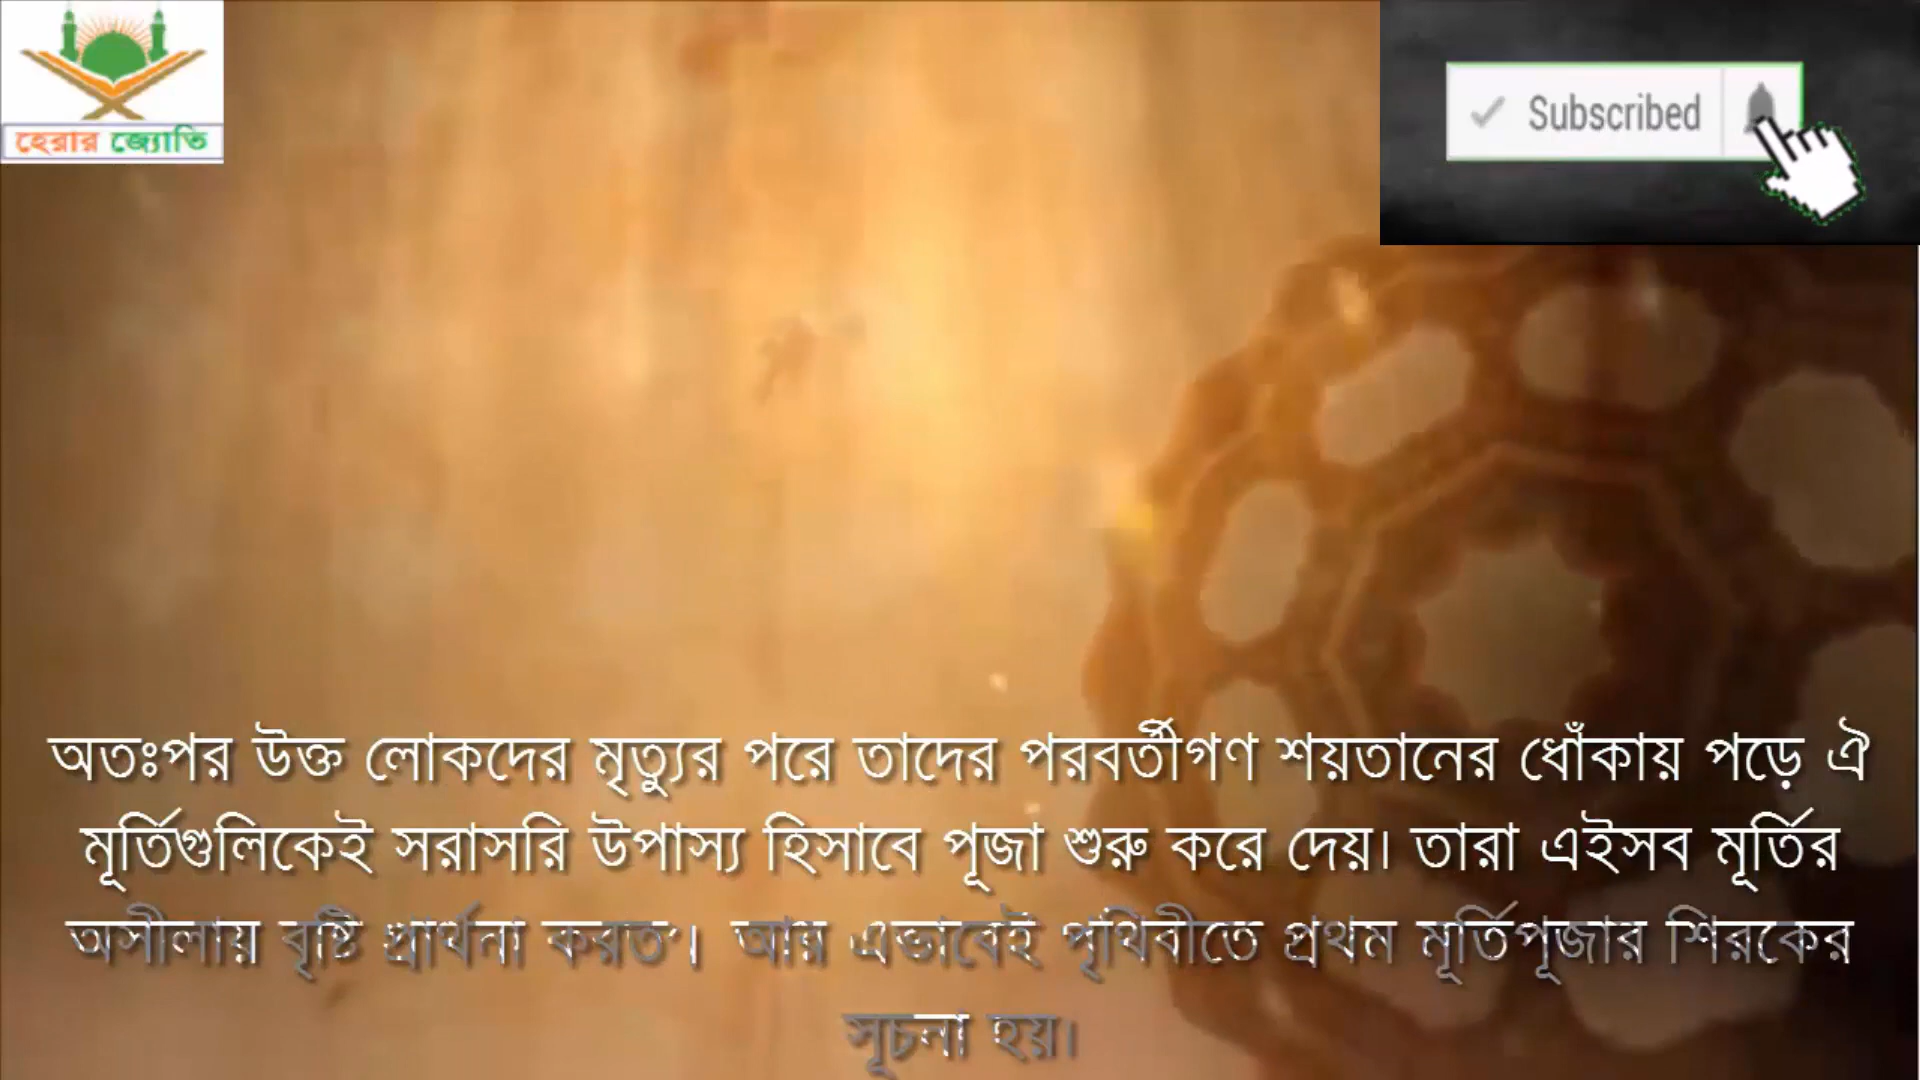 হেরার জ্যোতি
Subscribed
অতঃপর উক্ত লোকদের মৃত্যুর পরে তাদের পরবর্তীগণ শয়তানের ধোঁকায় পড়ে ঐ
মূর্তিগুলিকেই সরাসরি উপাস্য হিসাবে পূজা শুরু করে দেয়। তারা এইসব মূর্তির
অসীলায় বৃষ্টি প্রার্থনা করত’। আর এভাবেই পৃথিবীতে প্রথম মূর্তিপূজার শিরকের
সূচনা হয়।